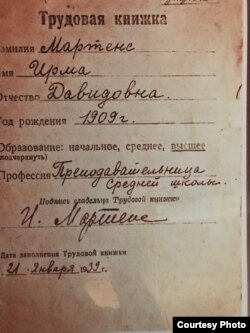 Трудовая книжка
Фамилия Мартенс
Имя Ирма
Отчество Давидовна.
Год рождения 1909 г.
Образование: начальное, среднее, высшее
(подчеркнуть)
Профессия Преподавательница
средней школы.
Подпись владельца Трудовой книжки
И. Мартенс
Дата заполнения Трудовой книжки
21 января 1939 г.
Courtesy Photo